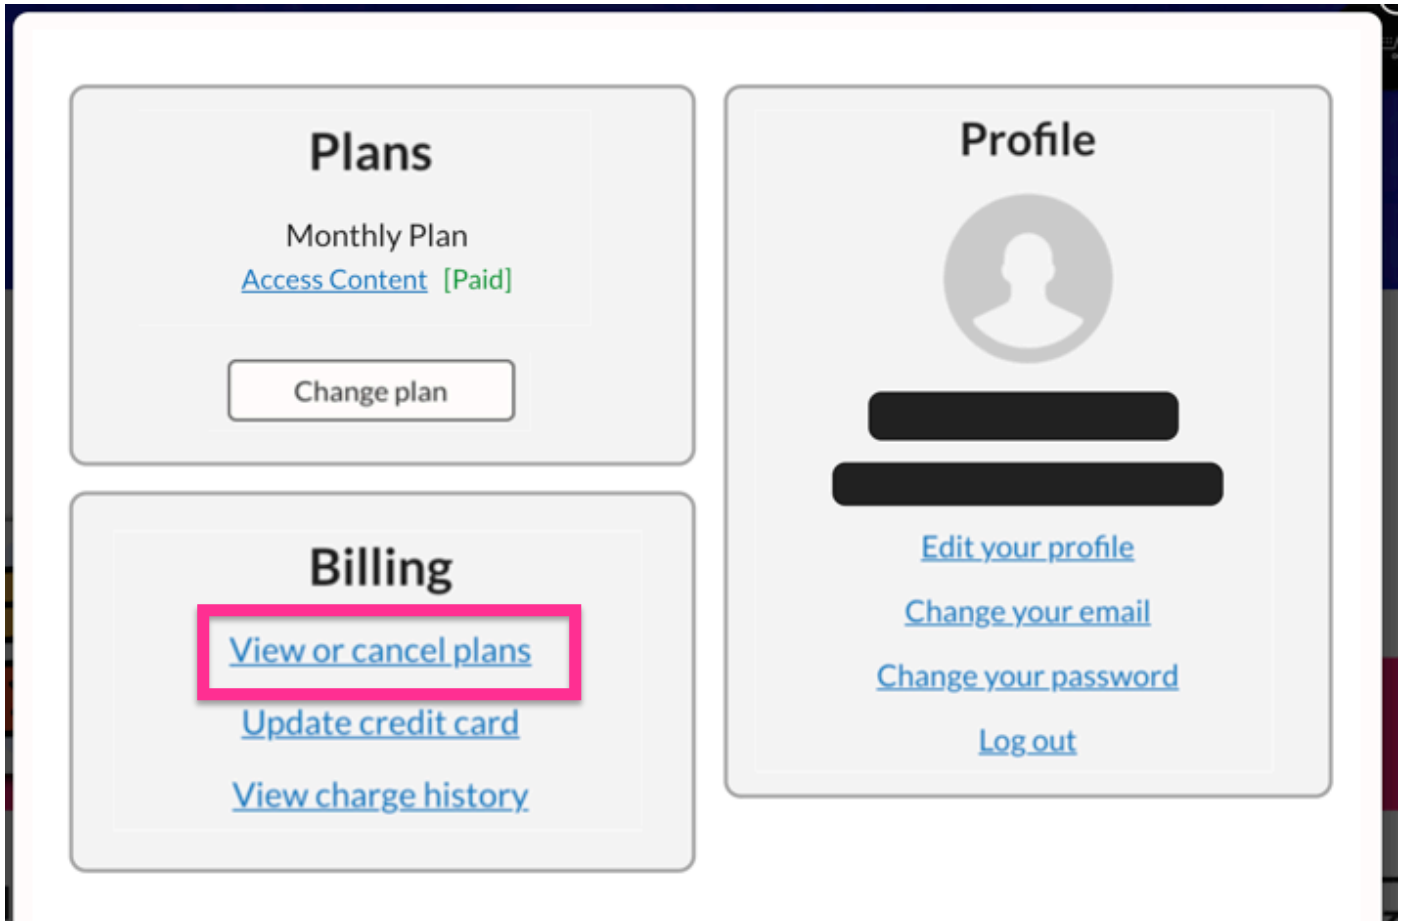 Plans
Monthly Plan
Access Content [Paid]
Change plan
Billing
View or cancel plans
Update credit card
View charge history
Profile
Edit your profile
Change your email
Change your password
Log out